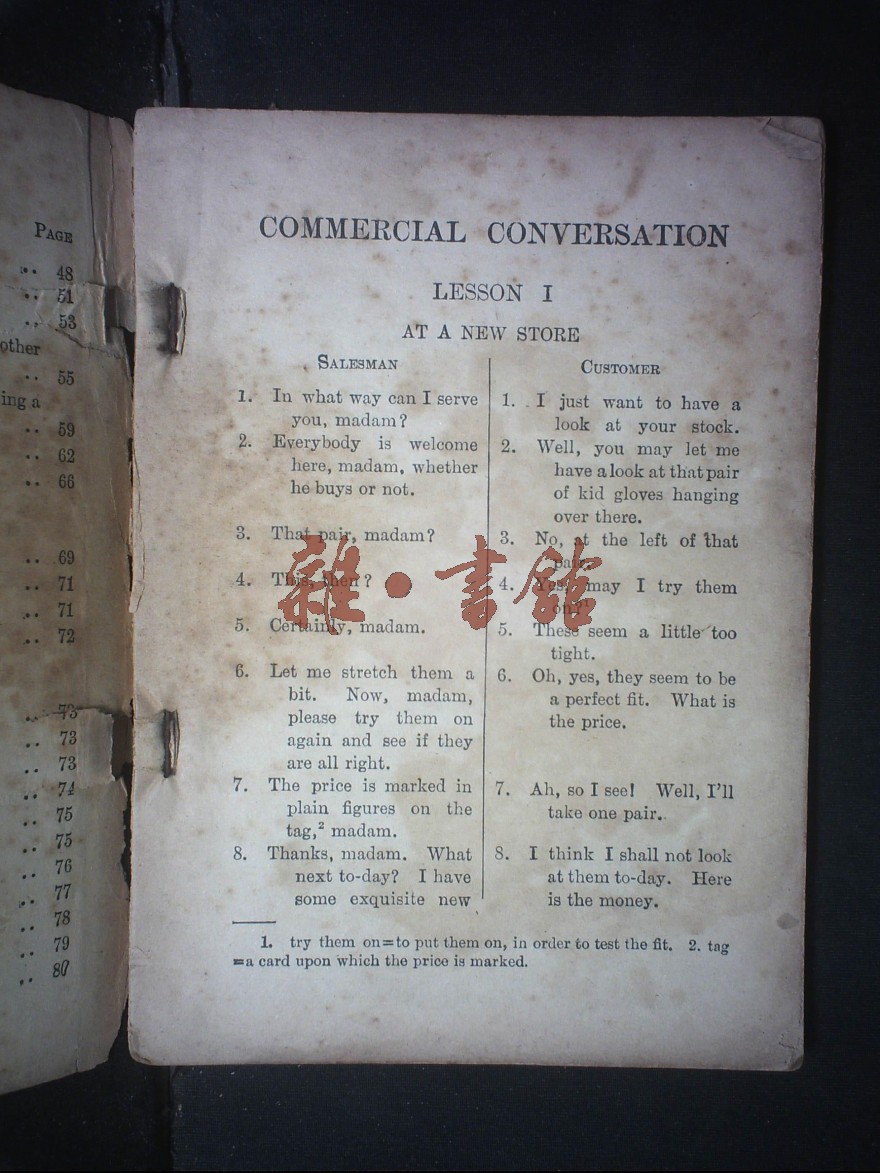 PAGE
.. 48
.. 51
.. 53
other
.. 55
ing a
.. 59
.. 62
.. 66
.. 69
.. 71
.. 71
.. 72
.. 73
.. 73
.. 73
.. 74
.. 75
.. 75
.. 76
.. 77
.. 78
.. 79
.. 80
COMMERCIAL CONVERSATION
LESSON I
AT A NEW STORE
SALESMAN
1. In what way can I serve
you, madam?
2. Everybody is welcome
here, madam, whether
he buys or not.
3. That pair, madam?
4. This, then?
5. Certainly, madam.
6. Let me stretch them a
bit. Now, madam,
please try them on
again and see if they
are all right.
7. The price is marked in
plain figures on the
tag,² madam.
8. Thanks, madam. What
next to-day? I have
some exquisite new
CUSTOMER
1. I just want to have a
look at your stock.
2. Well, you may let me
have a look at that pair
of kid gloves hanging
over there.
3. No, at the left of that
pair.
4. Yes, may I try them
on?¹
5. These seem a little too
tight.
6. Oh, yes, they seem to be
a perfect fit. What is
the price.
7. Ah, so I see! Well, I'll
take one pair.
8. I think I shall not look
at them to-day. Here
is the money.
1. try them on=to put them on, in order to test the fit. 2. tag
=a card upon which the price is marked.
雜·書館